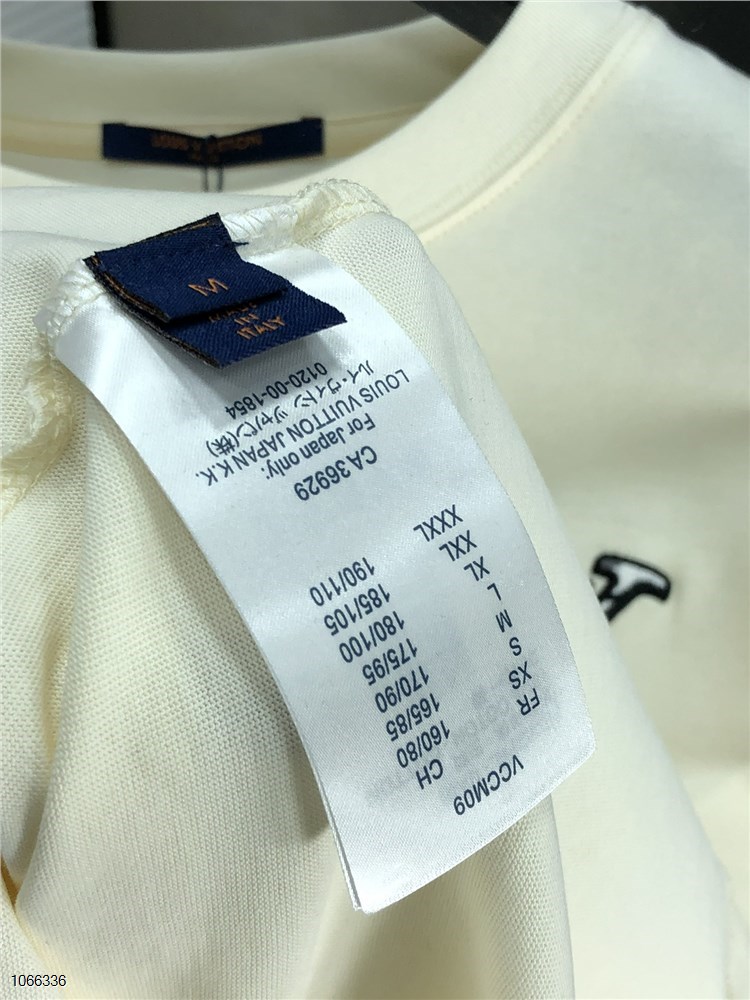 M
MADE
IN
ITALY
VCCM09
FR CH
XS 160/80
S 165/85
M 170/90
L 175/95
XL 180/100
XXL 185/105
XXXL 190/110
CA 36929
For Japan only:
LOUIS VUITTON JAPAN K.K.
ルイ・ヴィトン ジャパン(株)
0120-00-1854
1066336